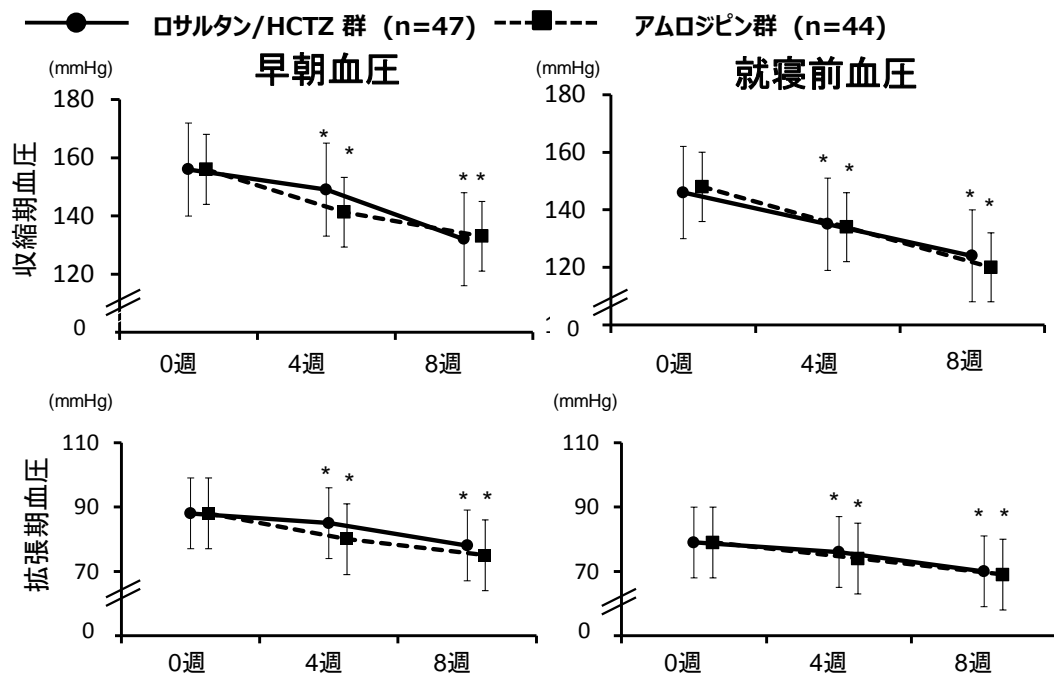 ロサルタン/HCTZ 群 (n=47) アムロジピン群 (n=44)
(mmHg) 早朝血圧 (mmHg) 就寝前血圧
収縮期血圧
180 180
160 160
140 140
120 120
0 0
* * * * * * * *
0週 4週 8週 0週 4週 8週
(mmHg) (mmHg)
拡張期血圧
110 110
90 90
70 70
0 0
* * * * * * * *
0週 4週 8週 0週 4週 8週